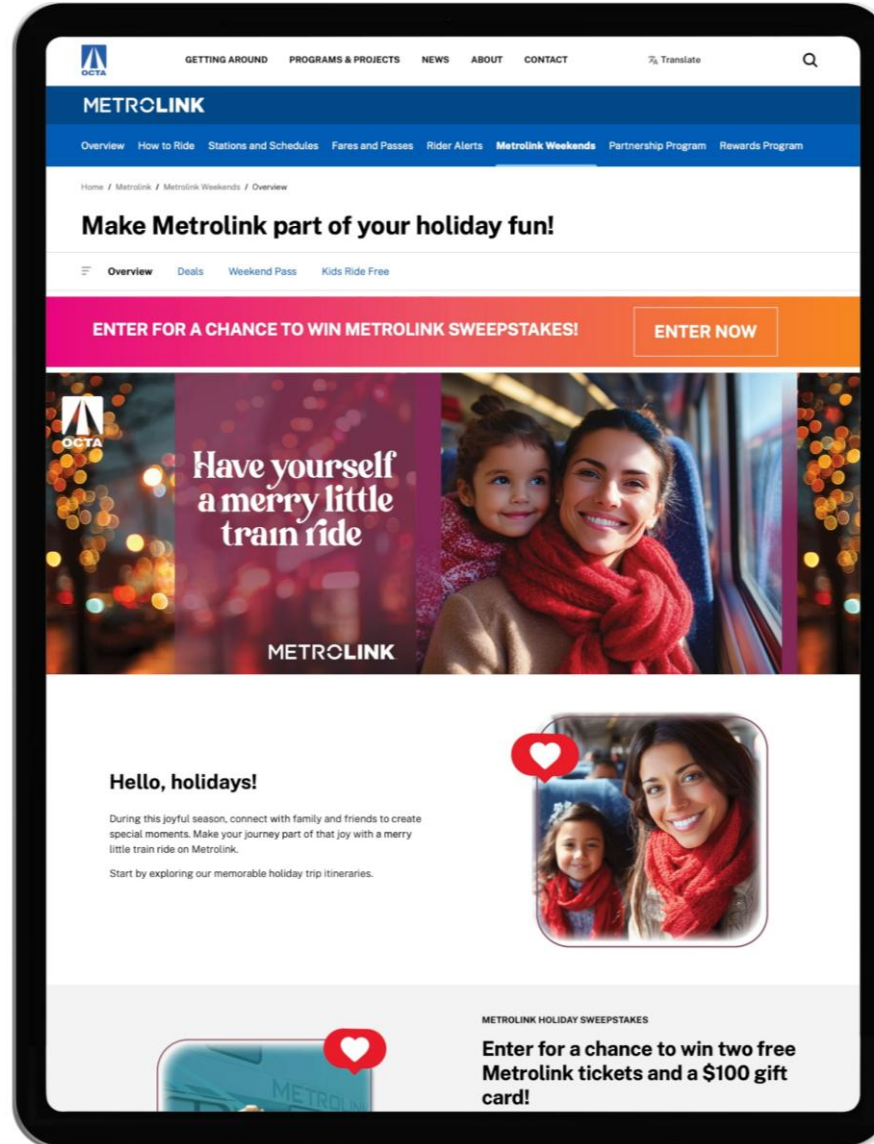 OCTA
GETTING AROUND PROGRAMS & PROJECTS NEWS ABOUT CONTACT Translate
METROLINK
Overview How to Ride Stations and Schedules Fares and Passes Rider Alerts Metrolink Weekends Partnership Program Rewards Program
Home / Metrolink / Metrolink Weekends / Overview
Make Metrolink part of your holiday fun!
Overview Deals Weekend Pass Kids Ride Free
ENTER FOR A CHANCE TO WIN METROLINK SWEEPSTAKES! ENTER NOW
OCTA
Have yourself
a merry little
train ride
METROLINK
Hello, holidays!
During this joyful season, connect with family and friends to create
special moments. Make your journey part of that joy with a merry
little train ride on Metrolink.
Start by exploring our memorable holiday trip itineraries.
METROLINK HOLIDAY SWEEPSTAKES
Enter for a chance to win two free
Metrolink tickets and a $100 gift
card!